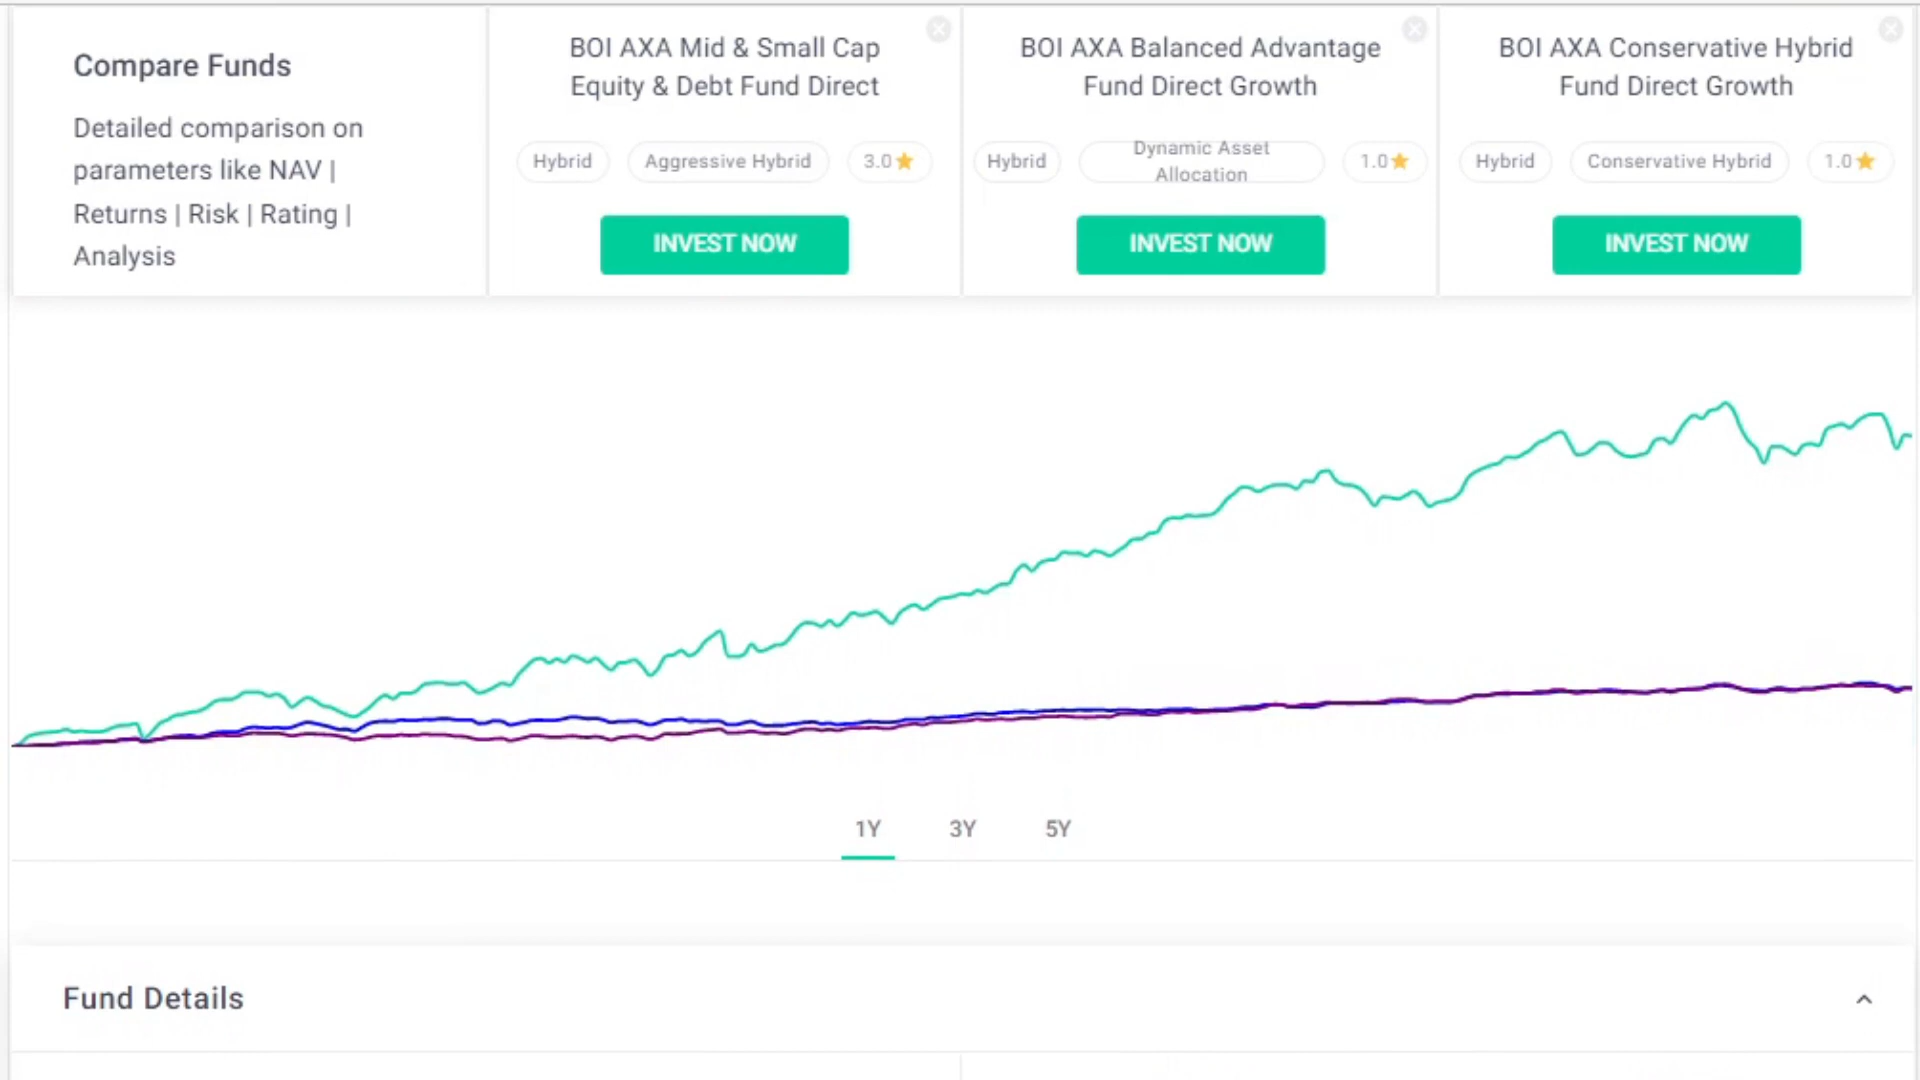 Compare Funds
Detailed comparison on
parameters like NAV |
Returns | Risk | Rating |
Analysis
BOI AXA Mid & Small Cap
Equity & Debt Fund Direct
Hybrid
Aggressive Hybrid
3.0
INVEST NOW
BOI AXA Balanced Advantage
Fund Direct Growth
Hybrid
Dynamic Asset
Allocation
1.0
INVEST NOW
BOI AXA Conservative Hybrid
Fund Direct Growth
Hybrid
Conservative Hybrid
1.0
INVEST NOW
1Y 3Y 5Y
Fund Details